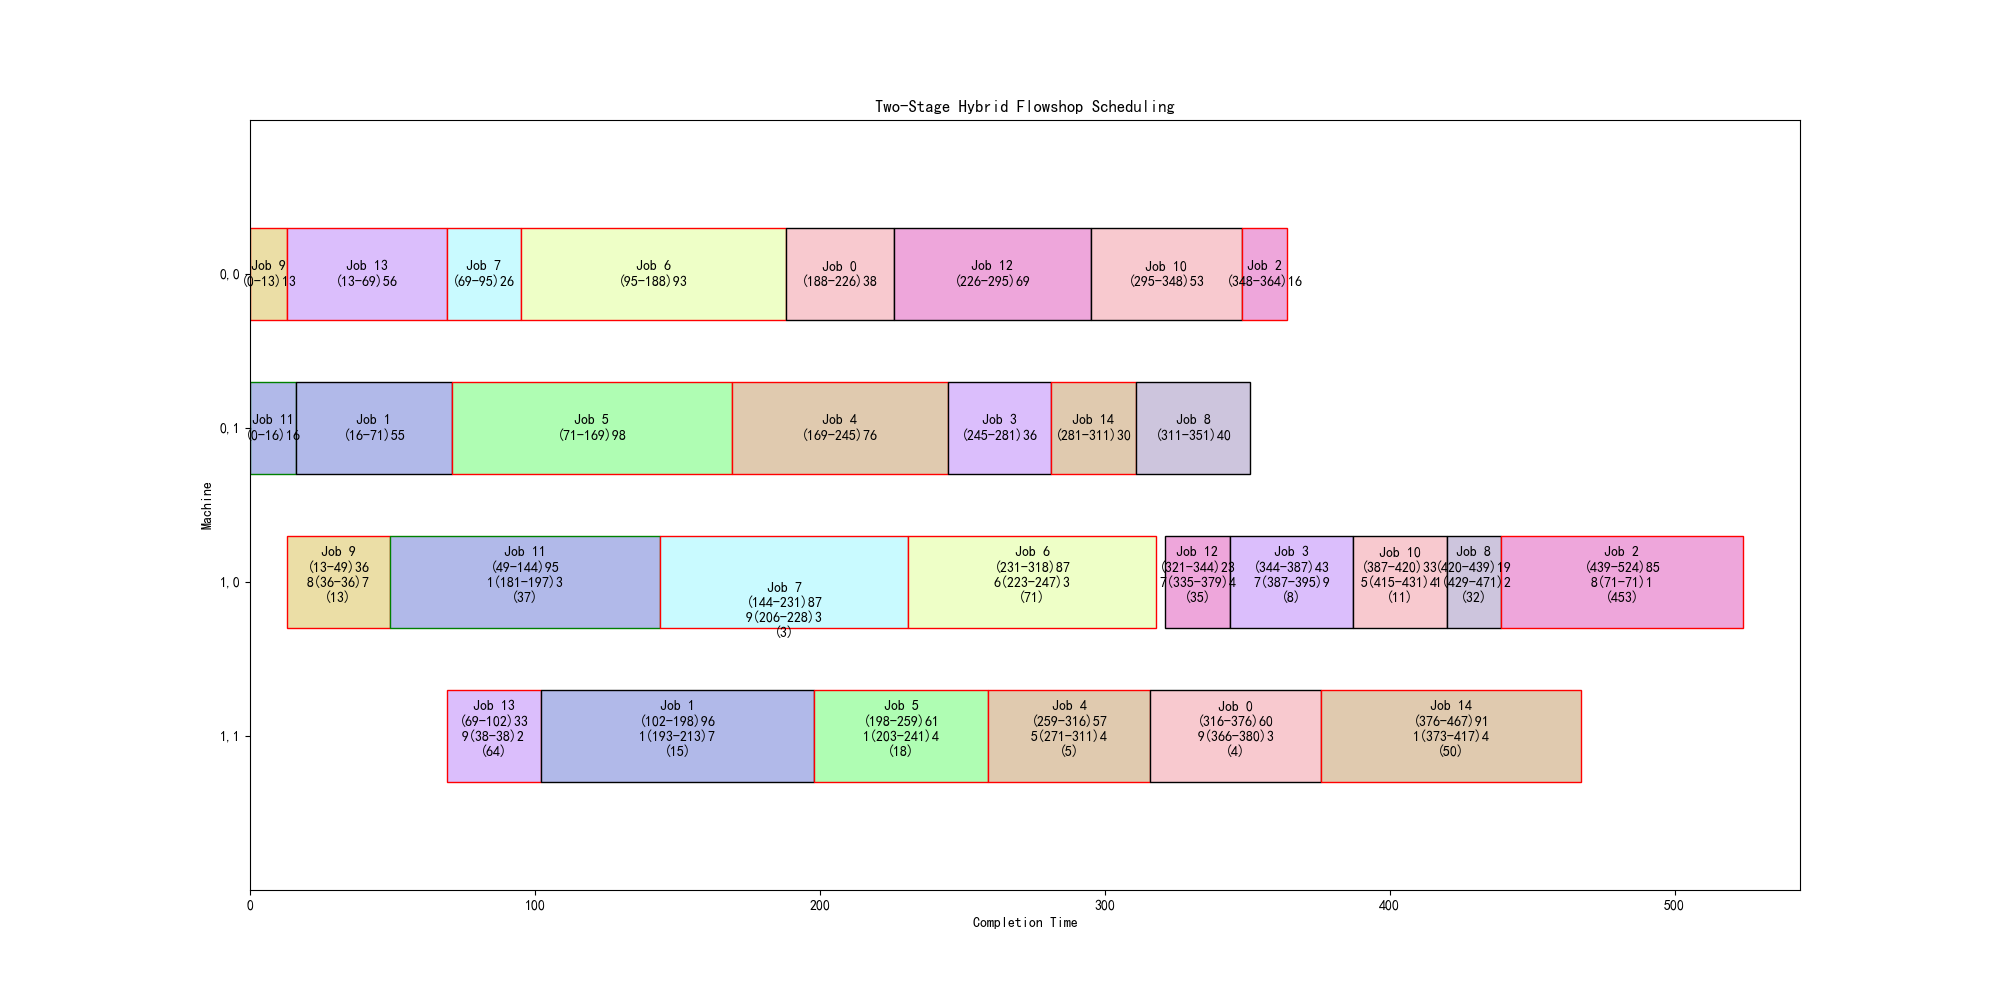 Two-Stage Hybrid Flowshop Scheduling
0,0
Job 9
(0-13)13
Job 13
(13-69)56
Job 7
(69-95)26
Job 6
(95-188)93
Job 0
(188-226)38
Job 12
(226-295)69
Job 10
(295-348)53
Job 2
(348-364)16
0,1
Job 11
(0-16)16
Job 1
(16-71)55
Job 5
(71-169)98
Job 4
(169-245)76
Job 3
(245-281)36
Job 14
(281-311)30
Job 8
(311-351)40
Machine
1,0
Job 9
(13-49)36
8(36-36)7
(13)
Job 11
(49-144)95
1(181-197)3
(37)
Job 7
(144-231)87
9(206-228)3
(3)
Job 6
(231-318)87
6(223-247)3
(71)
Job 12
(321-344)23
7(335-379)4
(35)
Job 3
(344-387)43
7(387-395)9
(8)
Job 10
(387-420)33
5(415-431)4
(11)
Job 8
(420-439)19
1(429-471)2
(32)
Job 2
(439-524)85
8(71-71)1
(453)
1,1
Job 13
(69-102)33
9(38-38)2
(64)
Job 1
(102-198)96
1(193-213)7
(15)
Job 5
(198-259)61
1(203-241)4
(18)
Job 4
(259-316)57
5(271-311)4
(5)
Job 0
(316-376)60
9(366-380)3
(4)
Job 14
(376-467)91
1(373-417)4
(50)
0
100
200
300
400
500
Completion Time